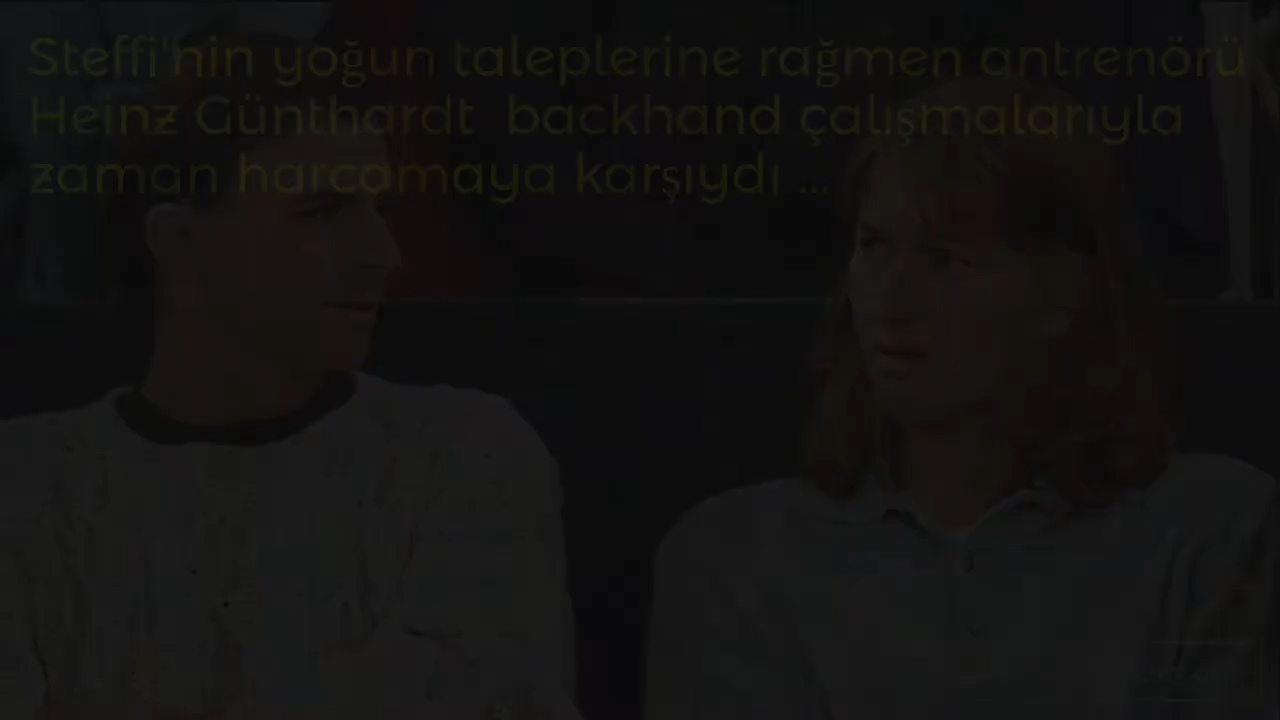 Steffi'nin yoğun taleplerine rağmen antrenörü
Heinz Günthardt backhand çalışmalarıyla
zaman harcamaya karşıydı ...